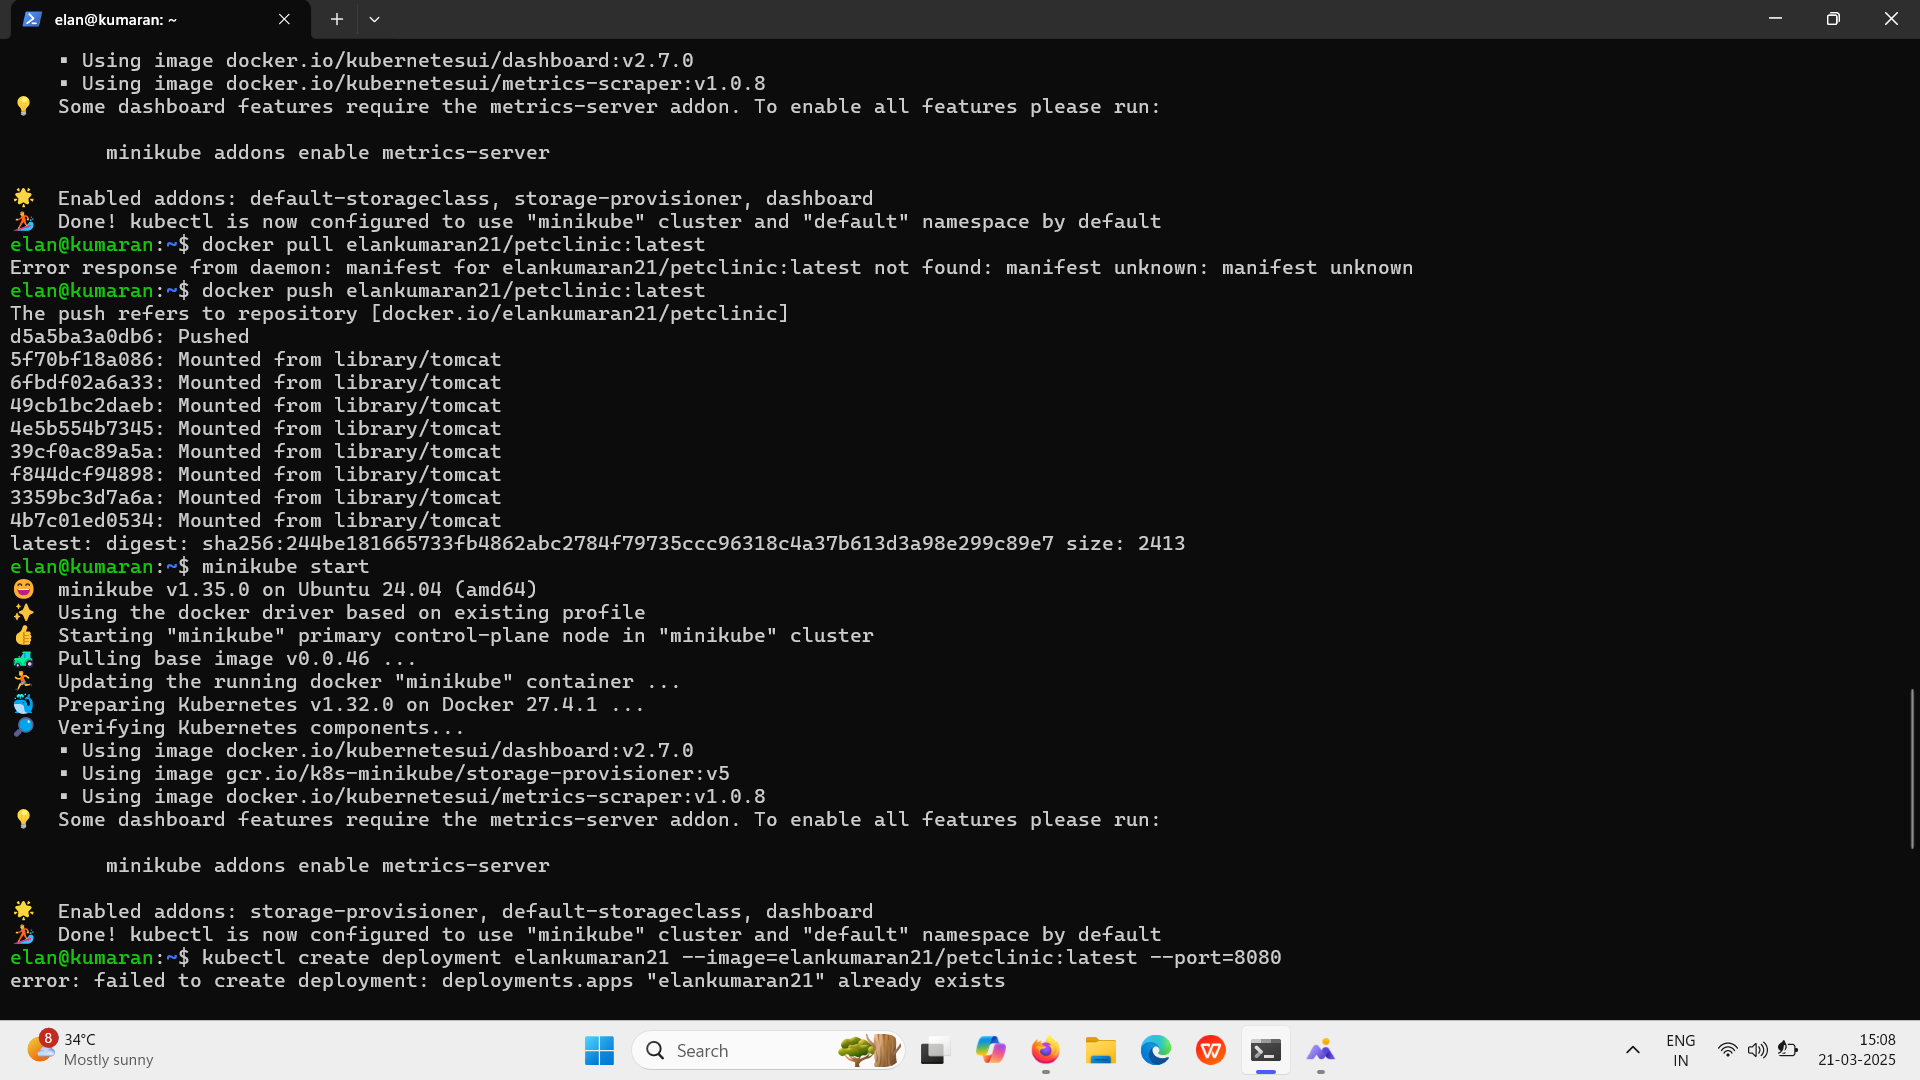 elan@kumaran: ~
▪ Using image docker.io/kubernetesui/dashboard:v2.7.0
▪ Using image docker.io/kubernetesui/metrics-scraper:v1.0.8
💡 Some dashboard features require the metrics-server addon. To enable all features please run:
minikube addons enable metrics-server
🌟 Enabled addons: default-storageclass, storage-provisioner, dashboard
🏄 Done! kubectl is now configured to use "minikube" cluster and "default" namespace by default
elan@kumaran:~$ docker pull elankumaran21/petclinic:latest
Error response from daemon: manifest for elankumaran21/petclinic:latest not found: manifest unknown: manifest unknown
elan@kumaran:~$ docker push elankumaran21/petclinic:latest
The push refers to repository [docker.io/elankumaran21/petclinic]
d5a5ba3a0db6: Pushed
5f70bf18a086: Mounted from library/tomcat
6fbdf02a6a33: Mounted from library/tomcat
49cb1bc2daeb: Mounted from library/tomcat
4e5b554b7345: Mounted from library/tomcat
39cf0ac89a5a: Mounted from library/tomcat
f844dcf94898: Mounted from library/tomcat
3359bc3d7a6a: Mounted from library/tomcat
4b7c01ed0534: Mounted from library/tomcat
latest: digest: sha256:244be181665733fb4862abc2784f79735ccc96318c4a37b613d3a98e299c89e7 size: 2413
elan@kumaran:~$ minikube start
😄 minikube v1.35.0 on Ubuntu 24.04 (amd64)
✨ Using the docker driver based on existing profile
👍 Starting "minikube" primary control-plane node in "minikube" cluster
🚜 Pulling base image v0.0.46 ...
🏃 Updating the running docker "minikube" container ...
🐳 Preparing Kubernetes v1.32.0 on Docker 27.4.1 ...
🔎 Verifying Kubernetes components...
▪ Using image docker.io/kubernetesui/dashboard:v2.7.0
▪ Using image gcr.io/k8s-minikube/storage-provisioner:v5
▪ Using image docker.io/kubernetesui/metrics-scraper:v1.0.8
💡 Some dashboard features require the metrics-server addon. To enable all features please run:
minikube addons enable metrics-server
🌟 Enabled addons: storage-provisioner, default-storageclass, dashboard
🏄 Done! kubectl is now configured to use "minikube" cluster and "default" namespace by default
elan@kumaran:~$ kubectl create deployment elankumaran21 --image=elankumaran21/petclinic:latest --port=8080
error: failed to create deployment: deployments.apps "elankumaran21" already exists
8
34°C
Mostly sunny
Search
ENG
IN
15:08
21-03-2025